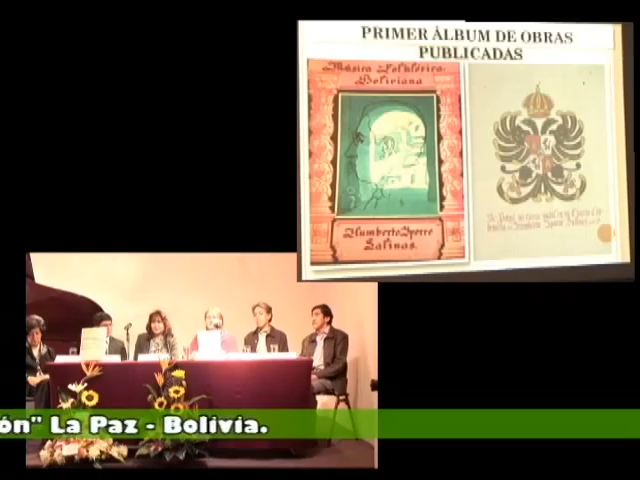 PRIMER ÁLBUM DE OBRAS
PUBLICADAS
Música Folklórica
Boliviana
Humberto Iporre
Salinas
ón" La Paz - Bolivia.